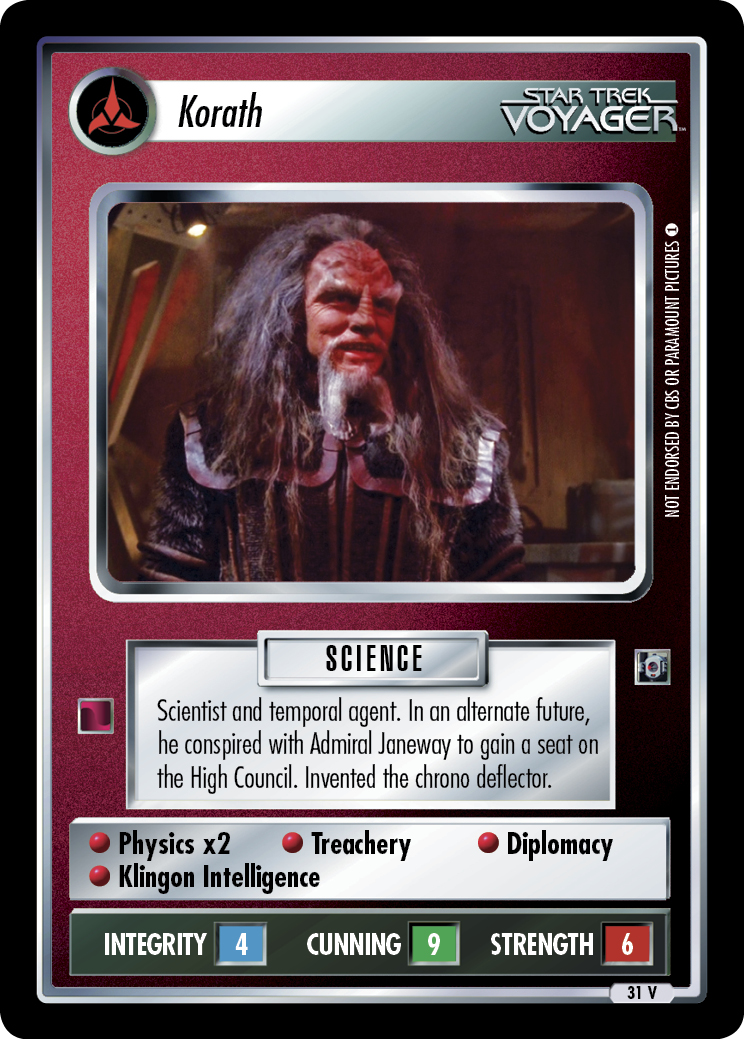 Korath
STAR TREK
VOYAGER™
NOT ENDORSED BY CBS OR PARAMOUNT PICTURES 1
SCIENCE
Scientist and temporal agent. In an alternate future,
he conspired with Admiral Janeway to gain a seat on
the High Council. Invented the chrono deflector.
Physics x2 Treachery Diplomacy
Klingon Intelligence
INTEGRITY 4 CUNNING 9 STRENGTH 6
31 V